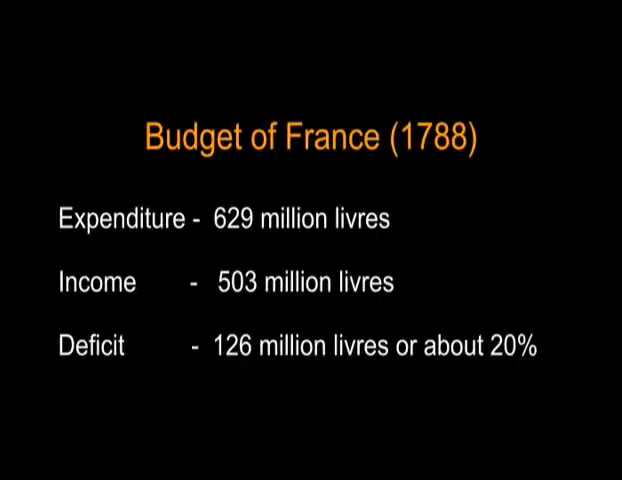 Budget of France (1788)
Expenditure - 629 million livres
Income - 503 million livres
Deficit - 126 million livres or about 20%